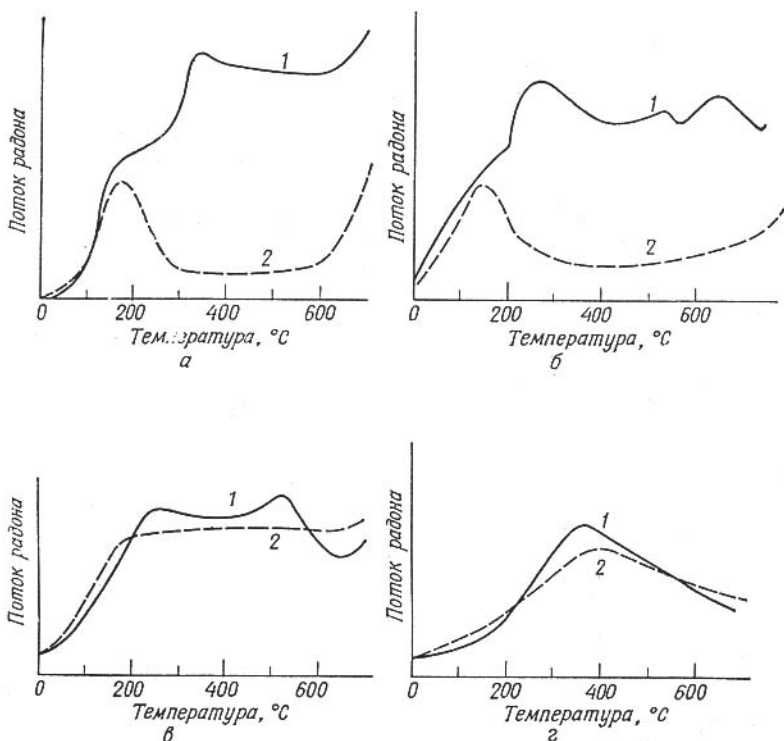 Поток радона
1
2
0 200 400 600
Температура, °C
а
Поток радона
1
2
0 200 400 600
Температура, °C
б
Поток радона
1
2
0 200 400 600
Температура, °C
в
Поток радона
1
2
0 200 400 600
Температура, °C
г